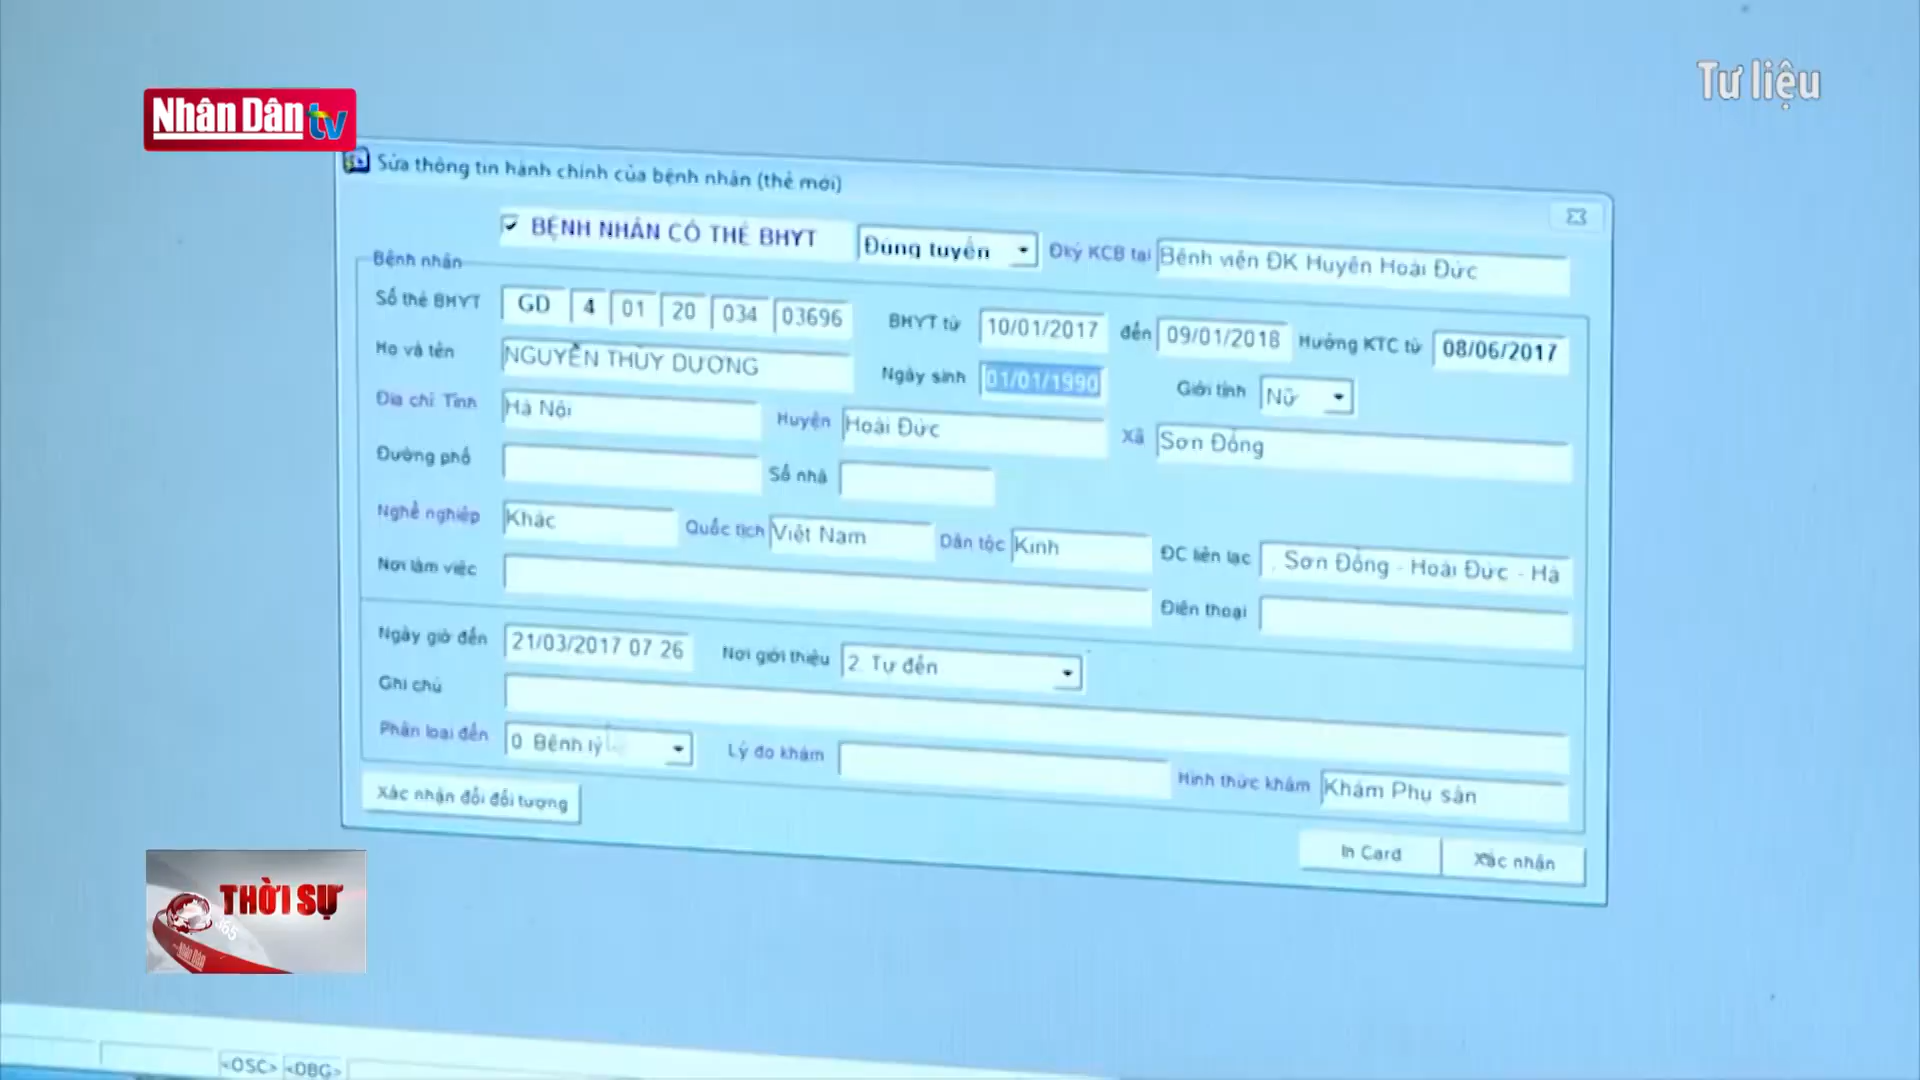 Tư liệu
Nhân Dân tv
Sửa thông tin hành chính của bệnh nhân (thẻ mới)
BỆNH NHÂN CÓ THẺ BHYT Đúng tuyến Đký KCB tại Bệnh viện ĐK Huyện Hoài Đức
Bệnh nhân
Số thẻ BHYT GD 4 01 20 034 03696 BHYT từ 10/01/2017 đến 09/01/2018 Hưởng KTC từ 08/06/2017
Họ và tên NGUYỄN THÙY DƯƠNG Ngày sinh 01/01/1990 Giới tính Nữ
Địa chỉ: Tỉnh Hà Nội Huyện Hoài Đức Xã Sơn Đồng
Đường phố Số nhà
Nghề nghiệp Khác Quốc tịch Việt Nam Dân tộc Kinh ĐC liên lạc , Sơn Đồng - Hoài Đức - Hà
Nơi làm việc Điện thoại
Ngày giờ đến 21/03/2017 07 26 Nơi giới thiệu 2. Tự đến
Ghi chú
Phân loại đến 0 Bệnh lý Lý do khám Hình thức khám Khám Phụ sản
Xác nhận đổi đối tượng
In Card Xác nhận
THỜI SỰ
365
Nhân Dân
<OSC> <DBG>